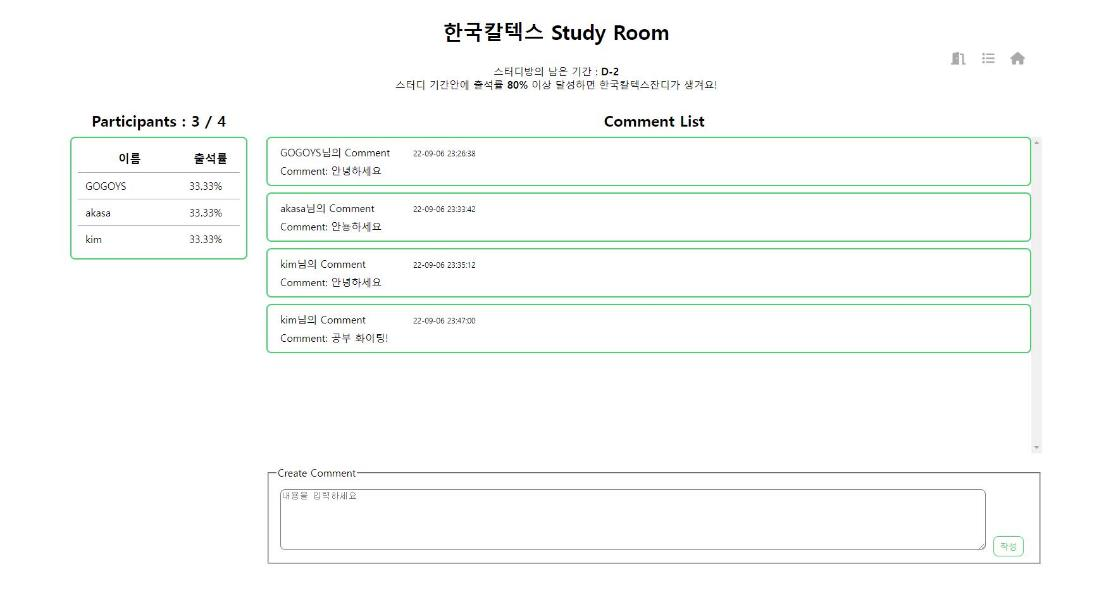 한국칼텍스 Study Room
스터디방의 남은 기간 : D-2
스터디 기간안에 출석률 80% 이상 달성하면 한국칼텍스잔디가 생겨요!
Participants : 3 / 4
이름 출석률
GOGOYS 33.33%
akasa 33.33%
kim 33.33%
Comment List
GOGOYS님의 Comment 22-09-06 23:26:38
Comment: 안녕하세요
akasa님의 Comment 22-09-06 23:33:42
Comment: 안뇽하세요
kim님의 Comment 22-09-06 23:35:12
Comment: 안녕하세요
kim님의 Comment 22-09-06 23:47:00
Comment: 공부 화이팅!
Create Comment
내용을 입력하세요
작성